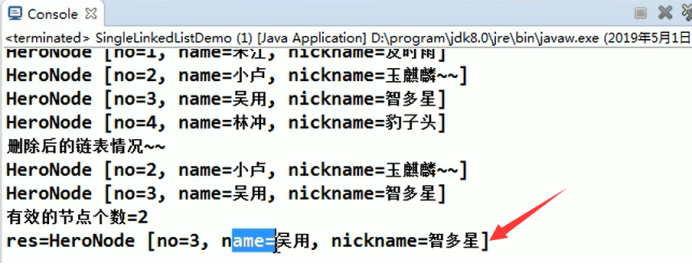 Console
<terminated> SingleLinkedListDemo (1) [Java Application] D:\program\jdk8.0\jre\bin\javaw.exe (2019年5月1日
HeroNode [no=1, name=宋江, nickname=及时雨]
HeroNode [no=2, name=小卢, nickname=玉麒麟~~]
HeroNode [no=3, name=吴用, nickname=智多星]
HeroNode [no=4, name=林冲, nickname=豹子头]
删除后的链表情况~~
HeroNode [no=2, name=小卢, nickname=玉麒麟~~]
HeroNode [no=3, name=吴用, nickname=智多星]
有效的节点个数=2
res=HeroNode [no=3, name=吴用, nickname=智多星]